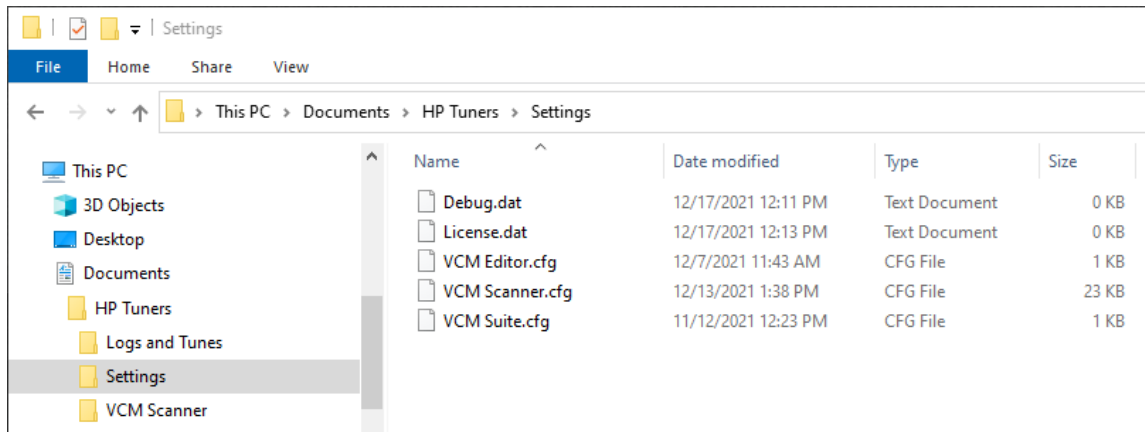 Settings
File Home Share View
This PC > Documents > HP Tuners > Settings
This PC
3D Objects
Desktop
Documents
HP Tuners
Logs and Tunes
Settings
VCM Scanner
Name Date modified Type Size
Debug.dat 12/17/2021 12:11 PM Text Document 0 KB
License.dat 12/17/2021 12:13 PM Text Document 0 KB
VCM Editor.cfg 12/7/2021 11:43 AM CFG File 1 KB
VCM Scanner.cfg 12/13/2021 1:38 PM CFG File 23 KB
VCM Suite.cfg 11/12/2021 12:23 PM CFG File 1 KB